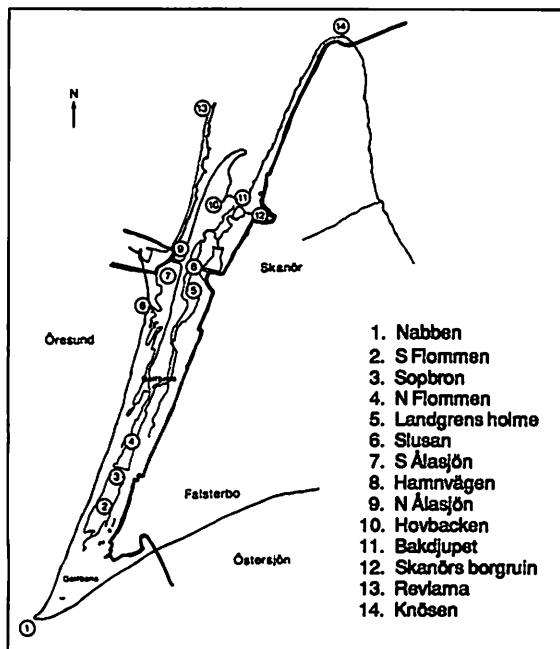 14
N
13
10
11
12
9
8
7
Skanör
5
6
Öresund
4
3
Falsterbo
2
Östersjön
1
1. Nabben
2. S Flommen
3. Sopbron
4. N Flommen
5. Landgrens holme
6. Slusan
7. S Ålasjön
8. Hamnvägen
9. N Ålasjön
10. Hovbacken
11. Bakdjupet
12. Skanörs borgruin
13. Revlarna
14. Knösen